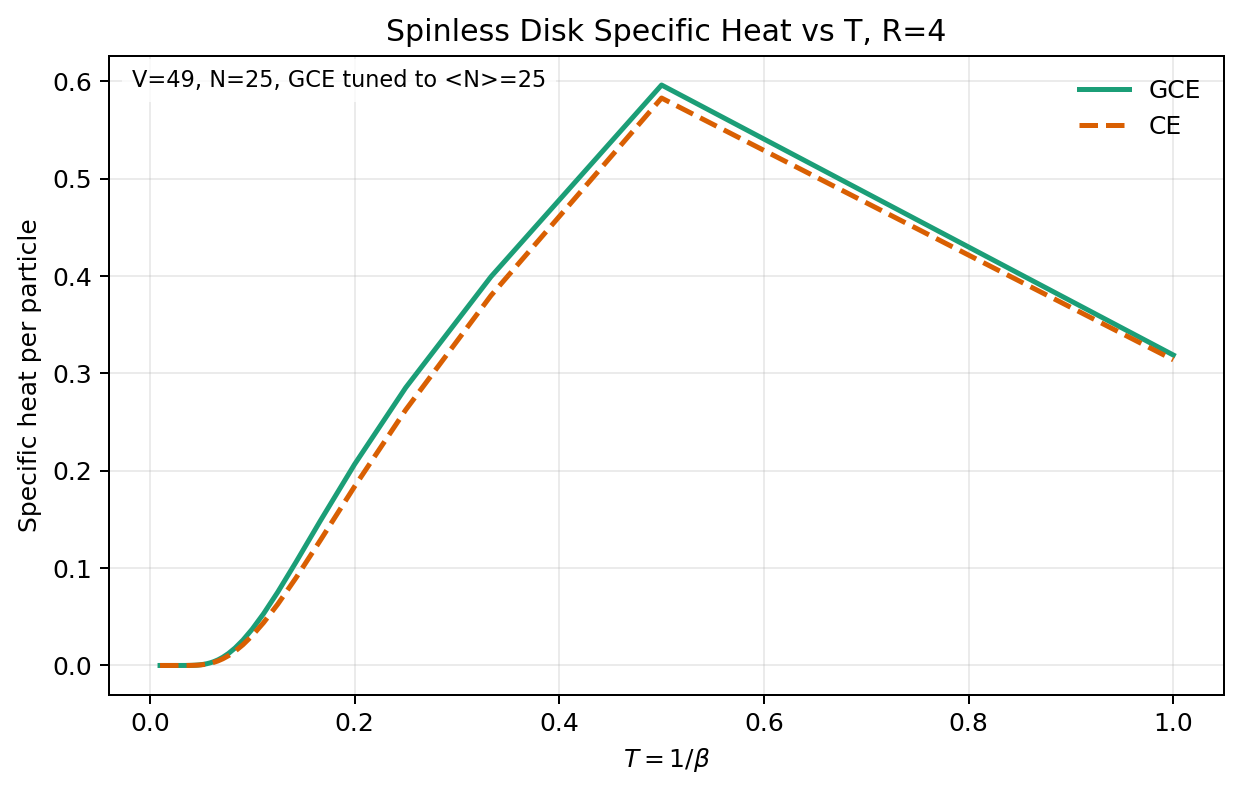 Spinless Disk Specific Heat vs T, R=4
V=49, N=25, GCE tuned to <N>=25
GCE
CE
Specific heat per particle
0.6
0.5
0.4
0.3
0.2
0.1
0.0
0.0 0.2 0.4 0.6 0.8 1.0
T = 1/β